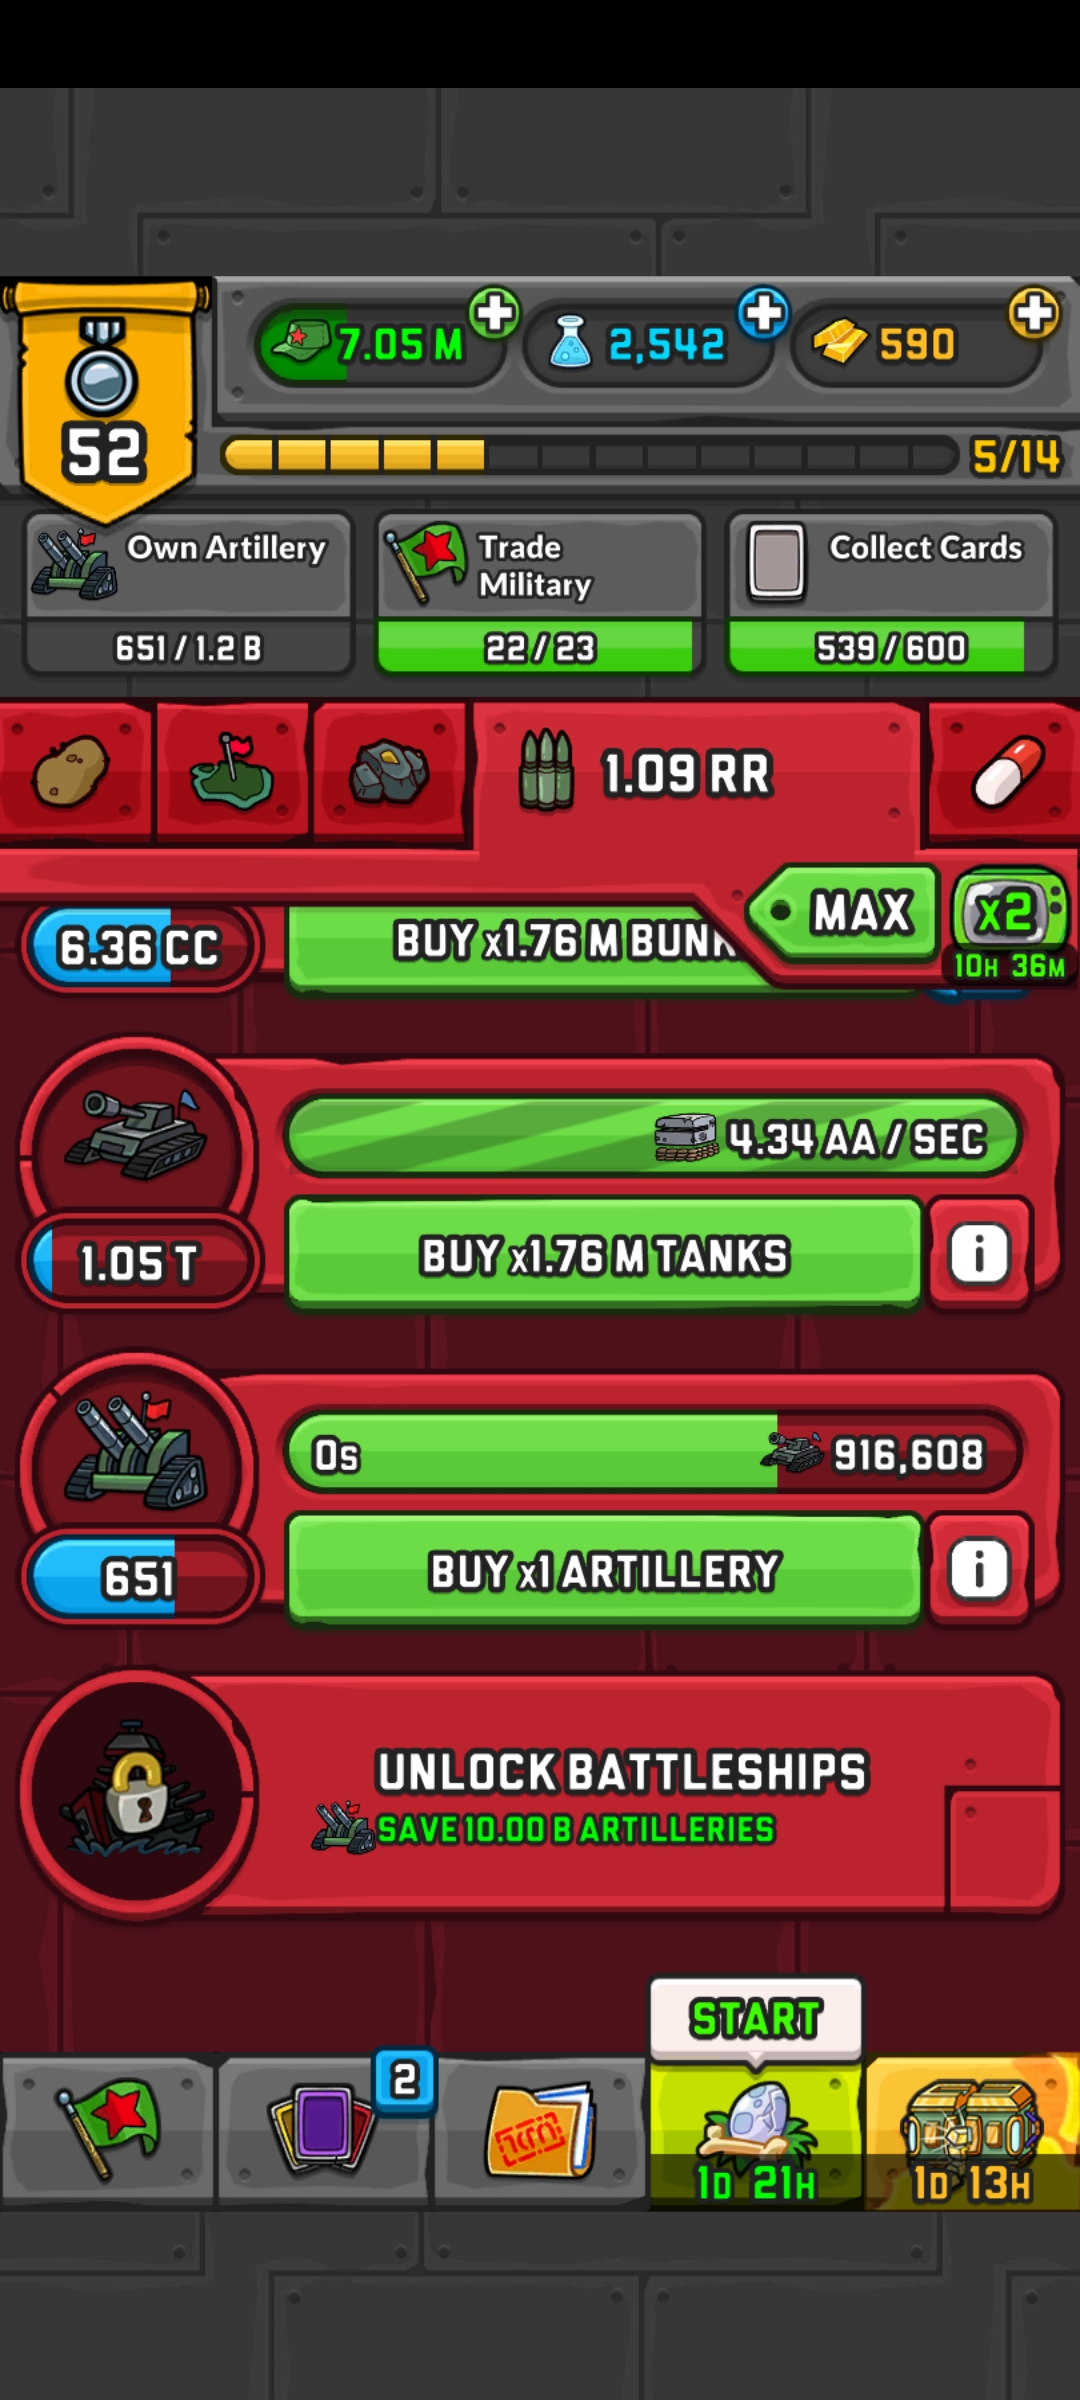 7.05 M
2,542
590
52
5/14
Own Artillery
651 / 1.2 B
Trade
Military
22 / 23
Collect Cards
539 / 600
1.09 RR
MAX
x2
10H 36M
6.36 CC
BUY x1.76 M BUN
4.34 AA / SEC
1.05 T
BUY x1.76 M TANKS
i
0s
916,608
651
BUY x1 ARTILLERY
i
UNLOCK BATTLESHIPS
SAVE 10.00 B ARTILLERIES
START
2
1D 21H
1D 13H